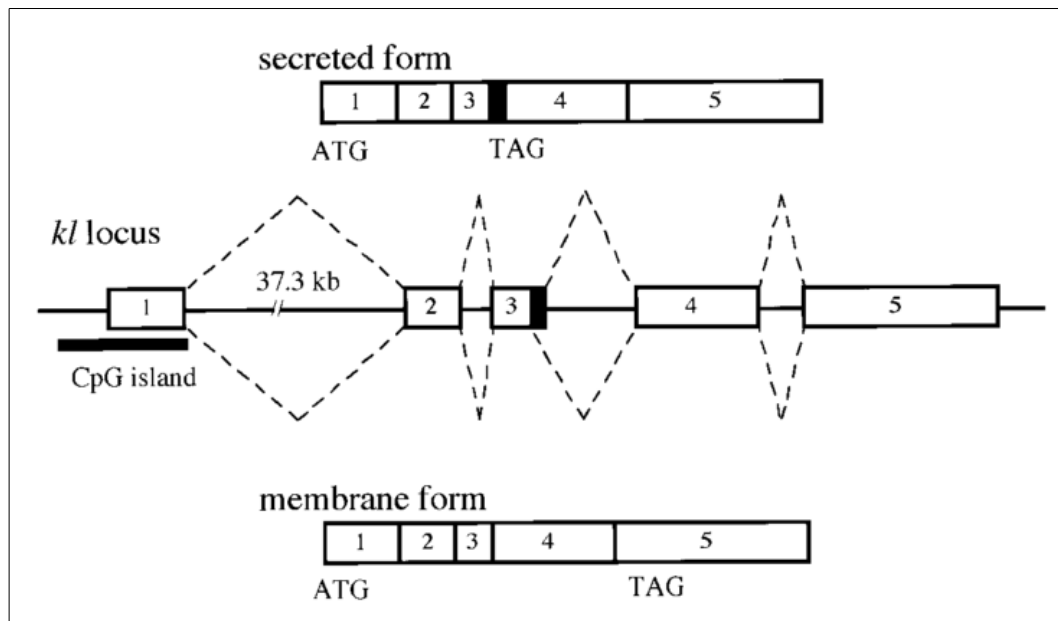 secreted form
1 2 3 4 5
ATG TAG
kl locus
37.3 kb
1 2 3 4 5
CpG island
membrane form
1 2 3 4 5
ATG TAG